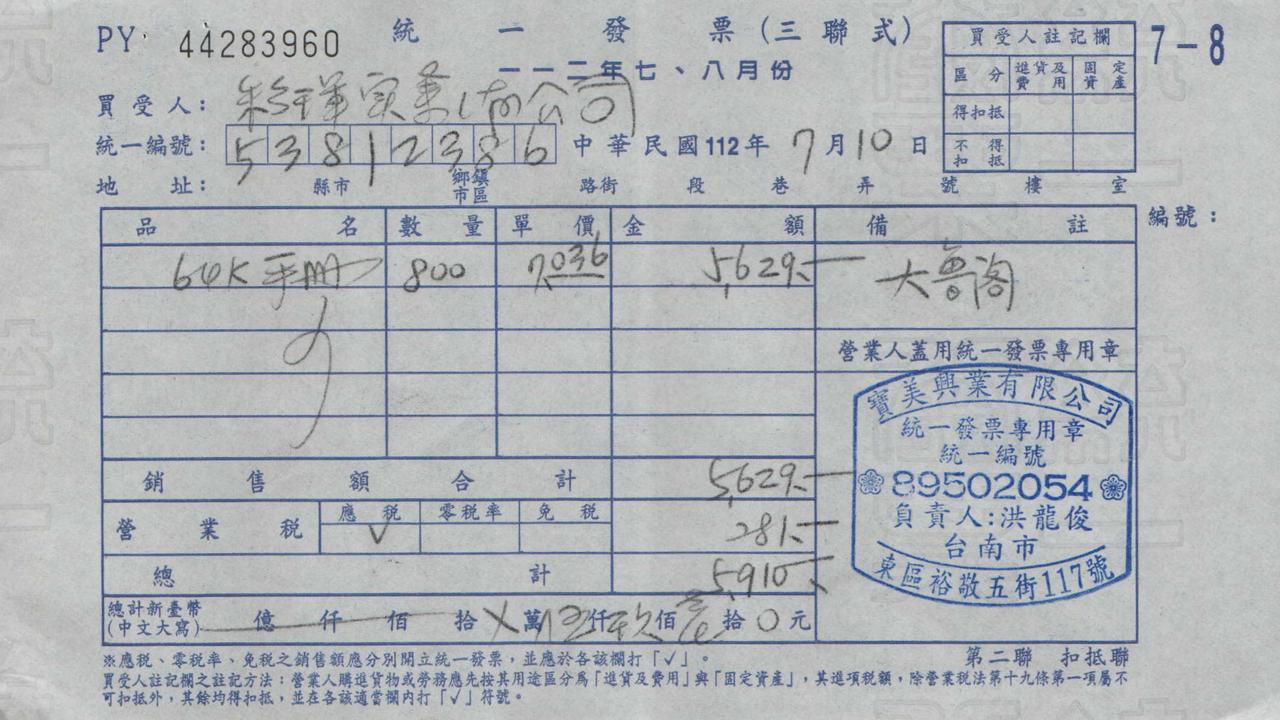 PY 44283960 統一發票(三聯式) 7-8
一一二年七、八月份
買受人註記欄
區分 進貨及費用 固定資產
得扣抵
不得扣抵
買受人: 實業有限公司
統一編號: 53812386 中華民國112年7月10日
地址: 縣市 鄉鎮市區 路街 段 巷 弄 號 樓 室
編號:
品名 數量 單價 金額 備註
64K手冊 800 7.036 5,629.— 大魯閣
營業人蓋用統一發票專用章
寶美興業有限公司
統一發票專用章
統一編號
89502054
負責人:洪龍俊
台南市
東區裕敬五街117號
銷售額合計 5,629.—
營業稅 應稅 零稅率 免稅 281.—
✓
總計 5,910.
總計新臺幣(中文大寫) 億 仟 佰 拾 萬 伍仟 佰 拾 0元
※應稅、零稅率、免稅之銷售額應分別開立統一發票,並應於各該欄打「✓」。
第二聯 扣抵聯
買受人註記欄之註記方法:營業人購進貨物或勞務應先按其用途區分為「進貨及費用」與「固定資產」,其進項稅額,除營業稅法第十九條第一項屬不
可扣抵外,其餘均得扣抵,並在各該適當欄內打「✓」符號。